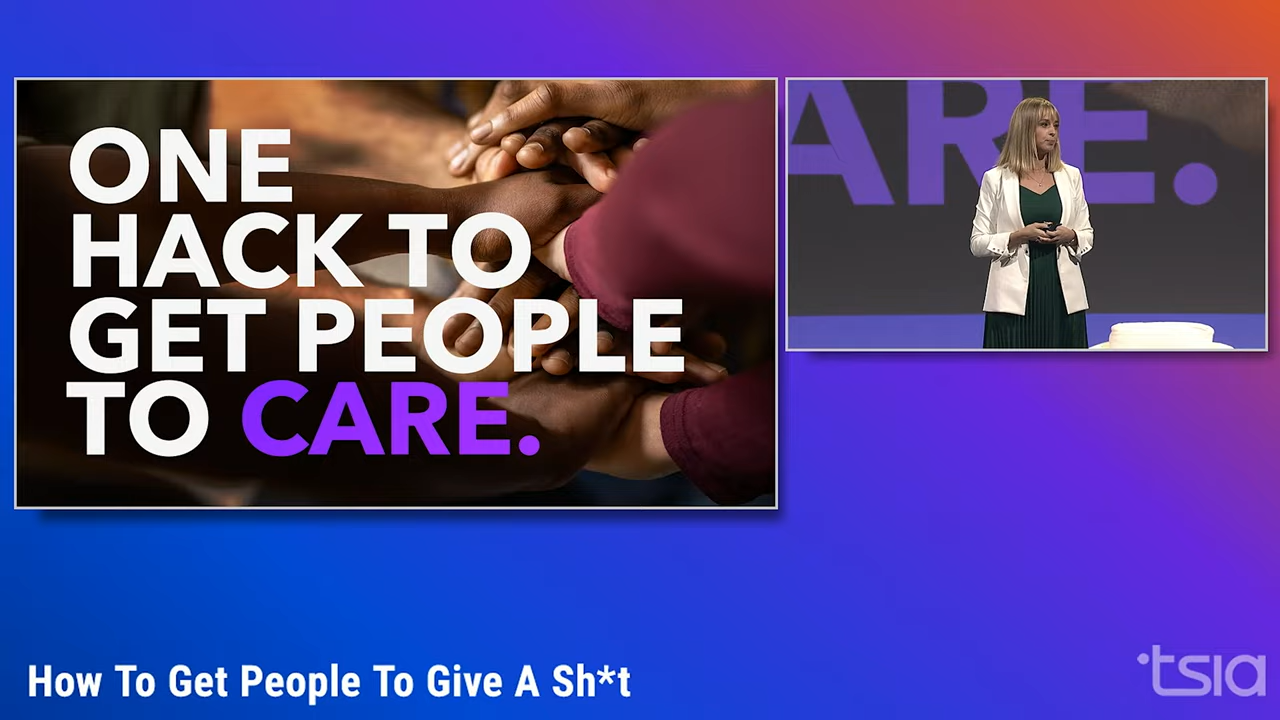 ONE
HACK TO
GET PEOPLE
TO CARE.
ARE.
How To Get People To Give A Sh*t
tsia